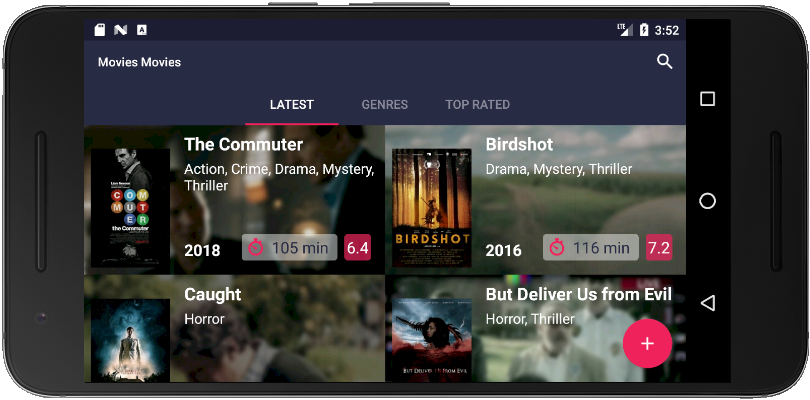 LTE 3:52
Movies Movies
LATEST GENRES TOP RATED
The Commuter
Action, Crime, Drama, Mystery,
Thriller
2018 105 min 6.4
COM
MUT
ER
the Commuter
Birdshot
Drama, Mystery, Thriller
2016 116 min 7.2
BIRDSHOT
Caught
Horror
But Deliver Us from Evil
Horror, Thriller
BUT DELIVER US FROM EVIL
+